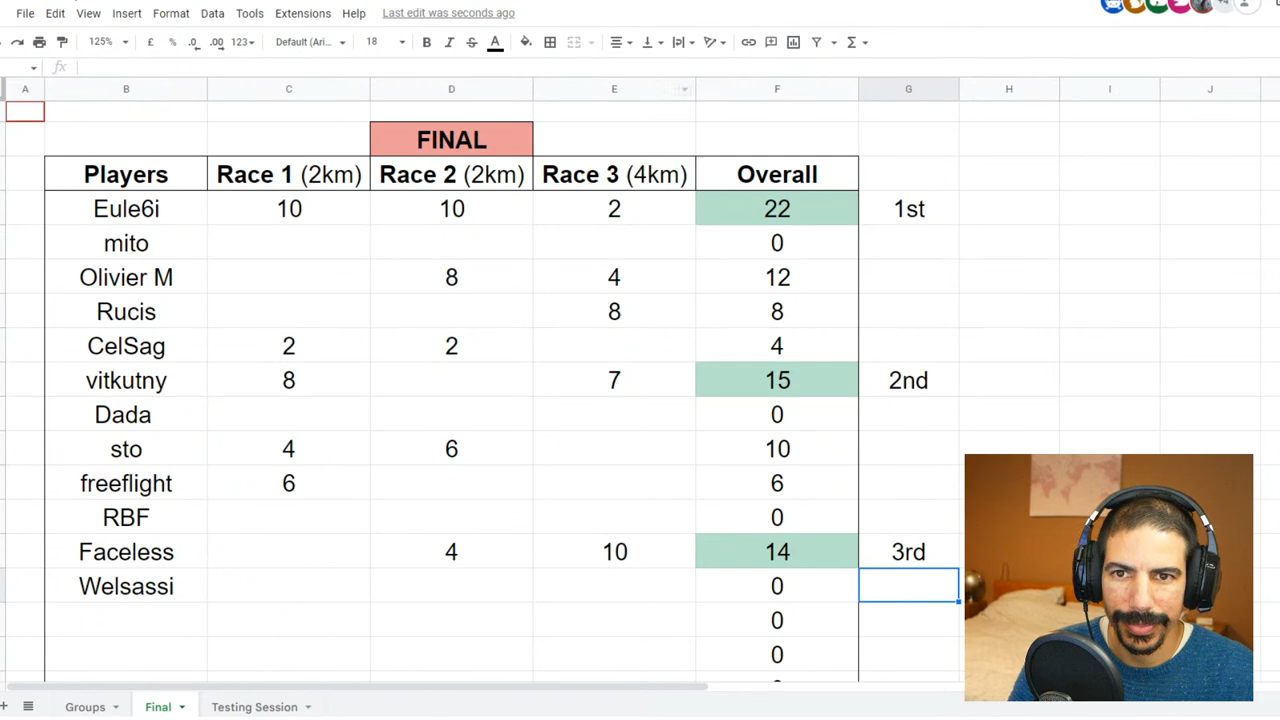 File Edit View Insert Format Data Tools Extensions Help Last edit was seconds ago
125% £ % .0 .00 123 Default (Ari... 18 B I S A Σ
fx
A B C D E F G H I J
FINAL
Players Race 1 (2km) Race 2 (2km) Race 3 (4km) Overall
Eule6i 10 10 2 22 1st
mito 0
Olivier M 8 4 12
Rucis 8 8
CelSag 2 2 4
vitkutny 8 7 15 2nd
Dada 0
sto 4 6 10
freeflight 6 6
RBF 0
Faceless 4 10 14 3rd
Welsassi 0
0
0
Groups Final Testing Session